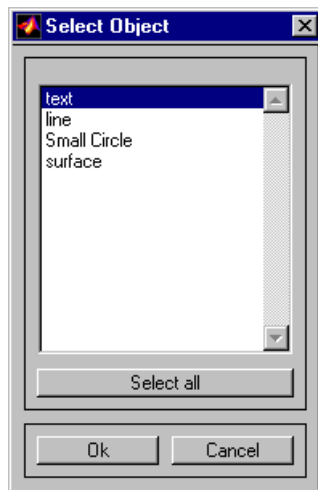 Select Object
text
line
Small Circle
surface
Select all
Ok
Cancel